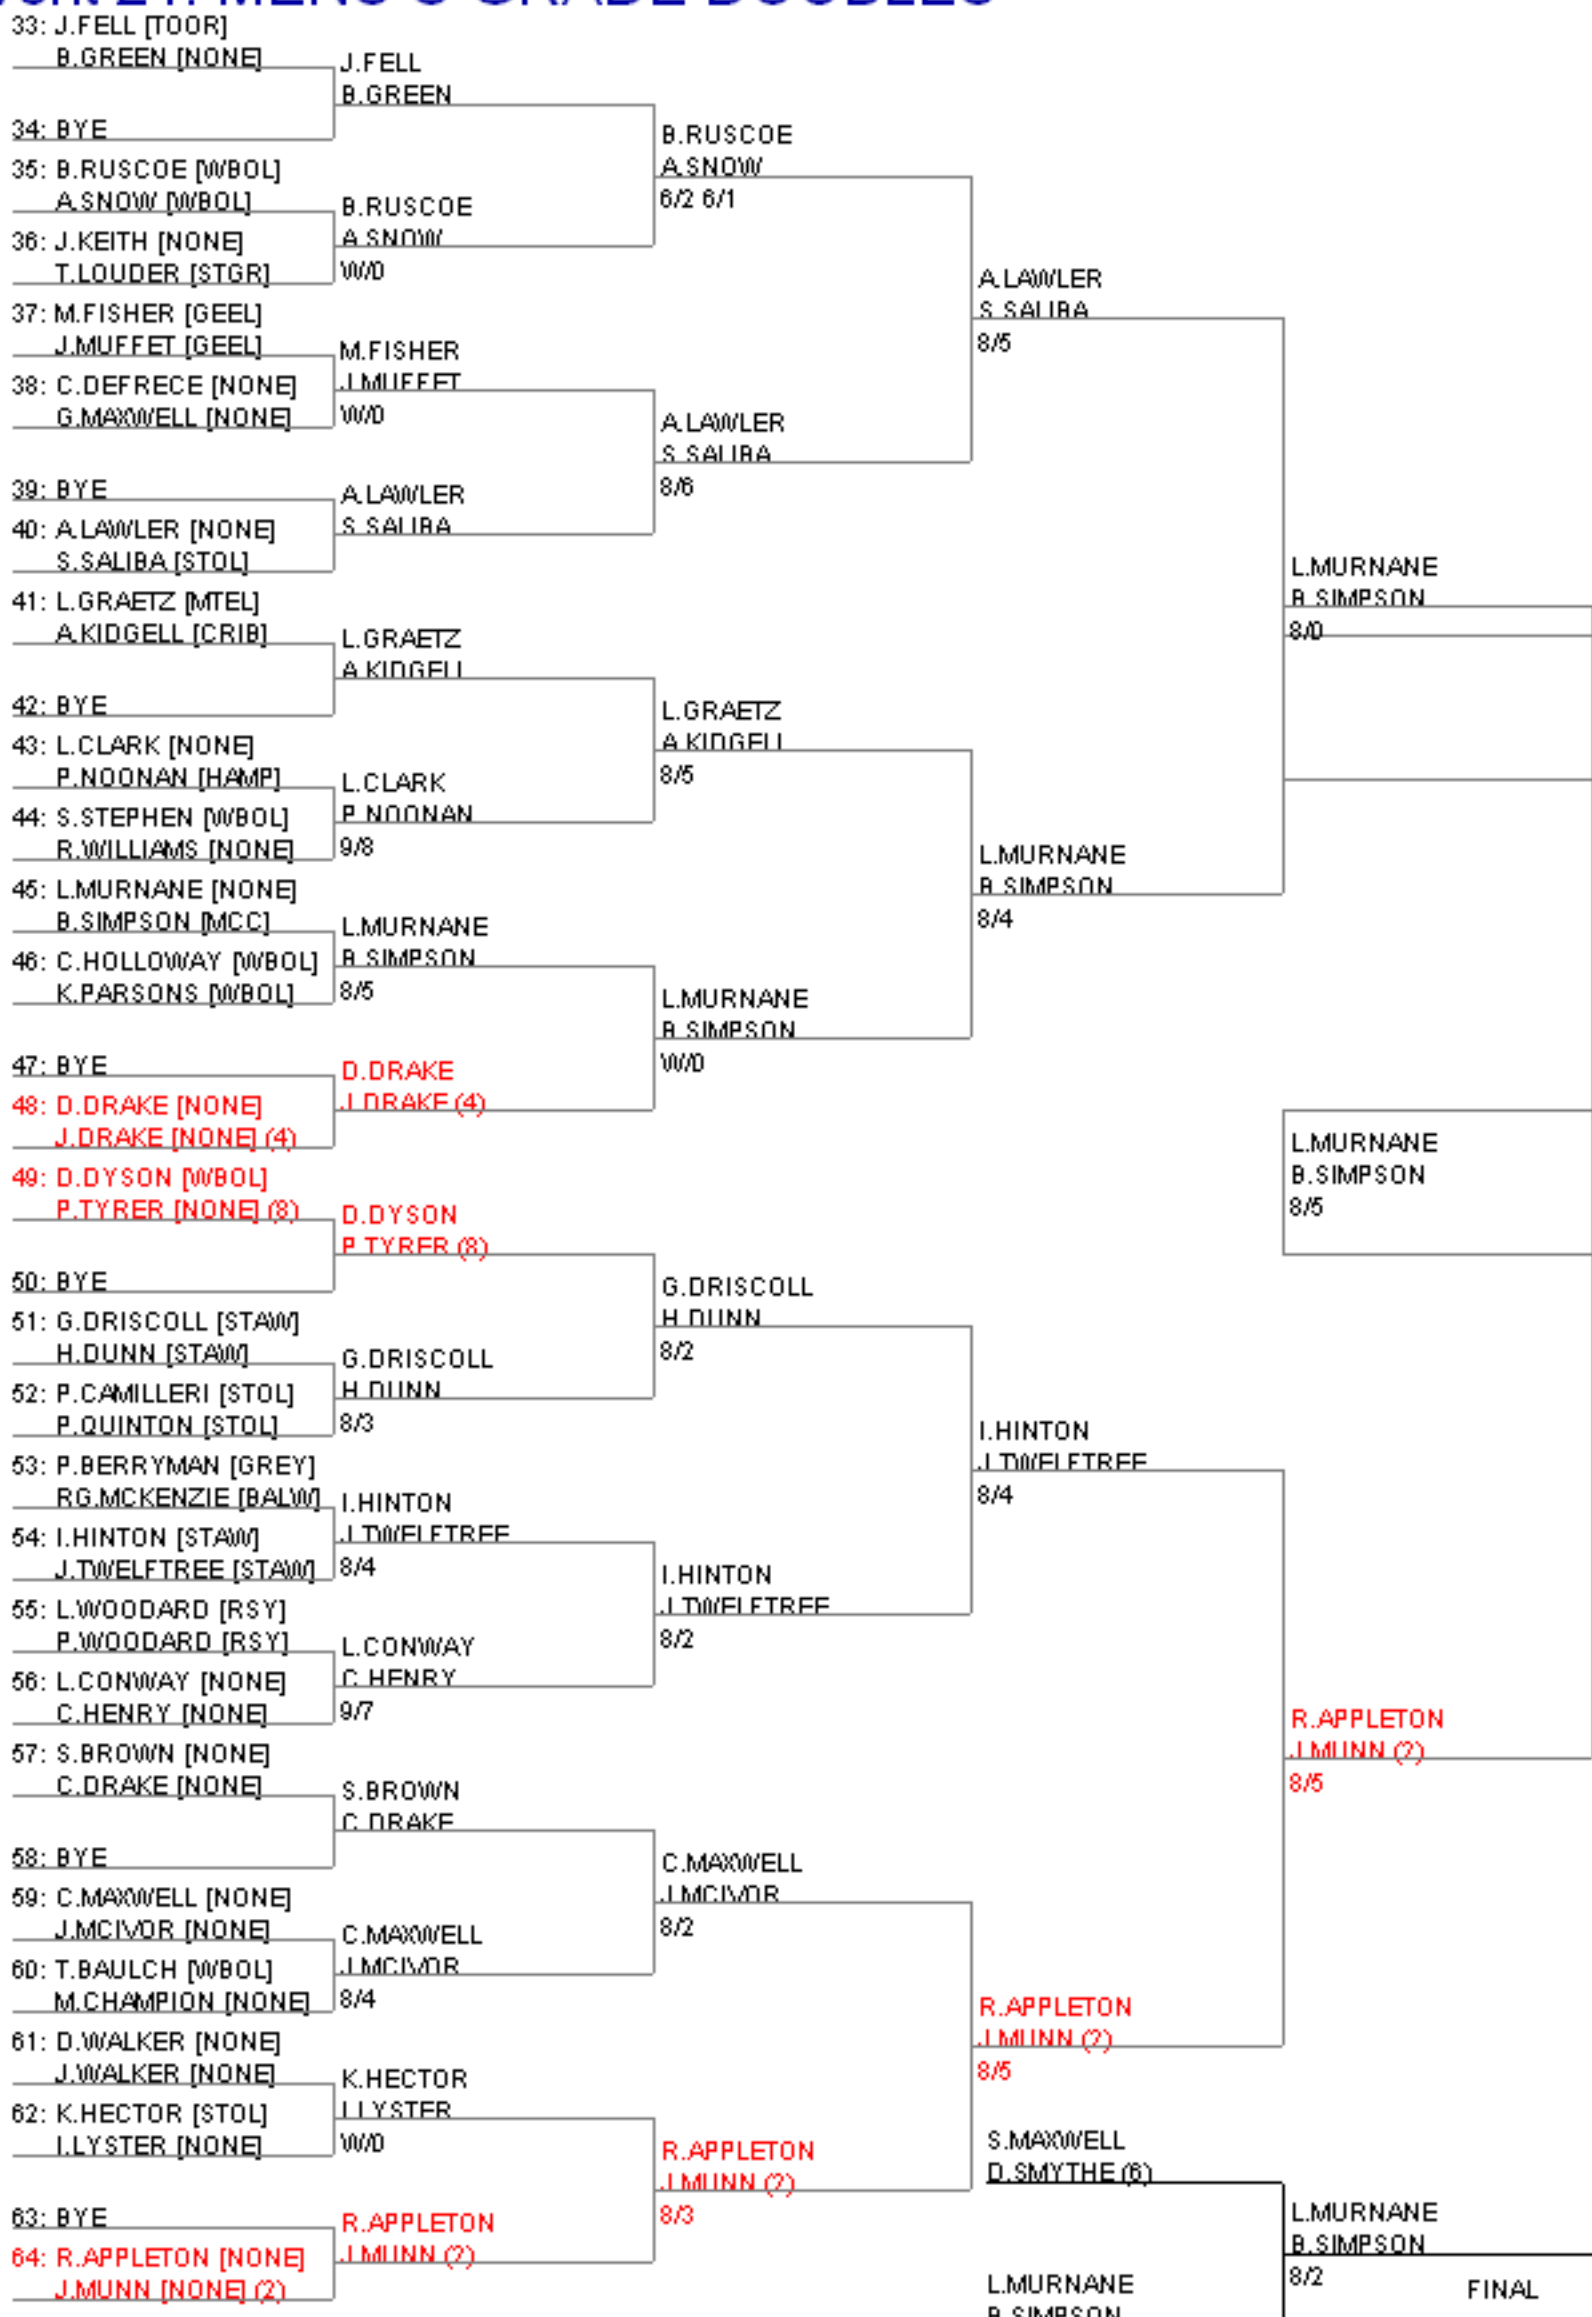 33: J.FELL [TOOR]
B.GREEN [NONE]
34: BYE
35: B.RUSCOE [WBOL]
A.SNOW [WBOL]
36: J.KEITH [NONE]
T.LOUDER [STGR]
37: M.FISHER [GEEL]
J.MUFFET [GEEL]
38: C.DEFRECE [NONE]
G.MAXWELL [NONE]
39: BYE
40: A.LAWLER [NONE]
S.SALIBA [STOL]
41: L.GRAETZ [MTEL]
A.KIDGELL [CRIB]
42: BYE
43: L.CLARK [NONE]
P.NOONAN [HAMP]
44: S.STEPHEN [WBOL]
R.WILLIAMS [NONE]
45: L.MURNANE [NONE]
B.SIMPSON [MCC]
46: C.HOLLOWAY [WBOL]
K.PARSONS [WBOL]
47: BYE
48: D.DRAKE [NONE]
J.DRAKE [NONE] (4)
49: D.DYSON [WBOL]
P.TYRER [NONE] (8)
50: BYE
51: G.DRISCOLL [STAW]
H.DUNN [STAW]
52: P.CAMILLERI [STOL]
P.QUINTON [STOL]
53: P.BERRYMAN [GREY]
RG.MCKENZIE [BALW]
54: I.HINTON [STAW]
J.TWELFTREE [STAW]
55: L.WOODARD [RSY]
P.WOODARD [RSY]
56: L.CONWAY [NONE]
C.HENRY [NONE]
57: S.BROWN [NONE]
C.DRAKE [NONE]
58: BYE
59: C.MAXWELL [NONE]
J.MCIVOR [NONE]
60: T.BAULCH [WBOL]
M.CHAMPION [NONE]
61: D.WALKER [NONE]
J.WALKER [NONE]
62: K.HECTOR [STOL]
I.LYSTER [NONE]
63: BYE
64: R.APPLETON [NONE]
J.MUNN [NONE] (2)
J.FELL
B.GREEN
B.RUSCOE
A.SNOW
W/0
M.FISHER
J.MUFFET
W/0
A.LAWLER
S.SALIBA
L.GRAETZ
A.KIDGELL
L.CLARK
P.NOONAN
9/8
L.MURNANE
B.SIMPSON
8/5
D.DRAKE
J.DRAKE (4)
D.DYSON
P.TYRER (8)
G.DRISCOLL
H.DUNN
8/3
I.HINTON
J.TWELFTREE
8/4
L.CONWAY
C.HENRY
9/7
S.BROWN
C.DRAKE
C.MAXWELL
J.MCIVOR
8/4
K.HECTOR
I.LYSTER
W/0
R.APPLETON
J.MUNN (2)
B.RUSCOE
A.SNOW
6/2 6/1
A.LAWLER
S.SALIBA
8/6
L.GRAETZ
A.KIDGELL
8/5
L.MURNANE
B.SIMPSON
W/0
G.DRISCOLL
H.DUNN
8/2
I.HINTON
J.TWELFTREE
8/2
C.MAXWELL
J.MCIVOR
8/2
R.APPLETON
J.MUNN (2)
8/3
A.LAWLER
S.SALIBA
8/5
L.MURNANE
B.SIMPSON
8/4
I.HINTON
J.TWELFTREE
8/4
R.APPLETON
J.MUNN (2)
8/5
S.MAXWELL
D.SMYTHE (6)
L.MURNANE
B.SIMPSON
L.MURNANE
B.SIMPSON
8/0
L.MURNANE
B.SIMPSON
8/5
R.APPLETON
J.MUNN (2)
8/5
L.MURNANE
B.SIMPSON
8/2
FINAL